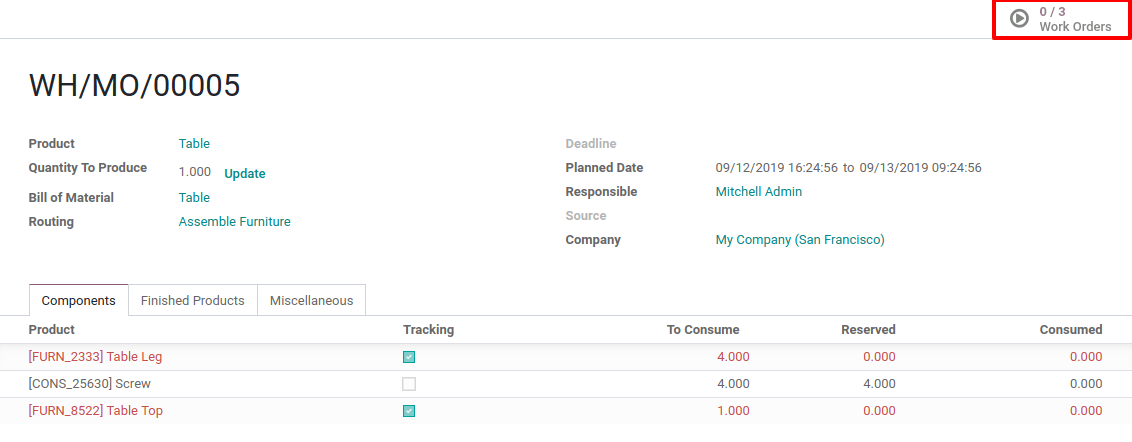 0 / 3
Work Orders
WH/MO/00005
Product Table
Quantity To Produce 1.000 Update
Bill of Material Table
Routing Assemble Furniture
Deadline
Planned Date 09/12/2019 16:24:56 to 09/13/2019 09:24:56
Responsible Mitchell Admin
Source
Company My Company (San Francisco)
Components Finished Products Miscellaneous
Product Tracking To Consume Reserved Consumed
[FURN_2333] Table Leg 4.000 0.000 0.000
[CONS_25630] Screw 4.000 4.000 0.000
[FURN_8522] Table Top 1.000 0.000 0.000